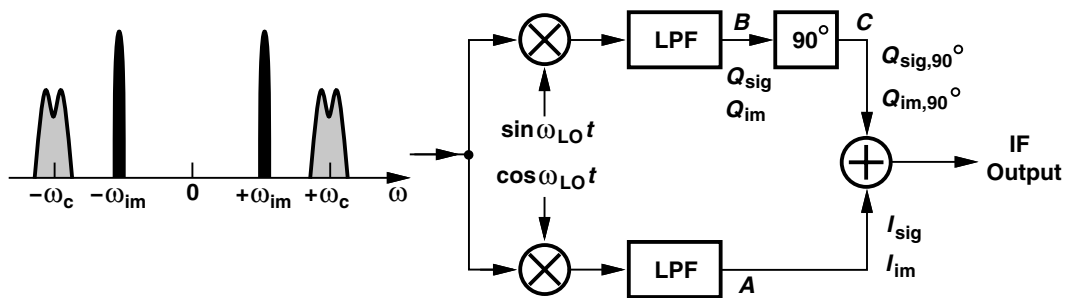 −ω_c −ω_im 0 +ω_im +ω_c ω
sin ω_LO t
cos ω_LO t
LPF
B
90°
C
Q_sig
Q_im
Q_sig,90°
Q_im,90°
IF
Output
LPF
A
I_sig
I_im